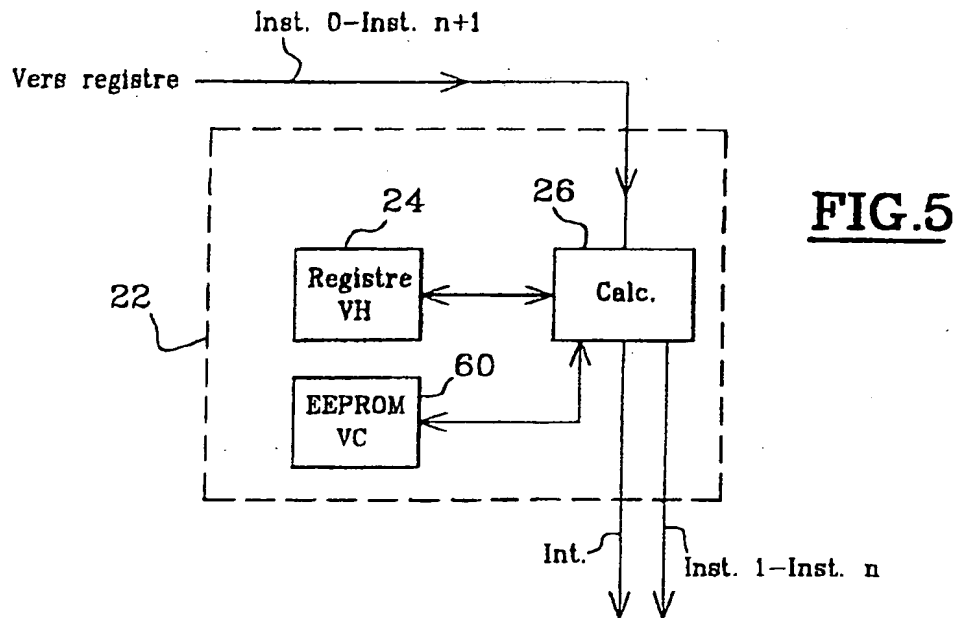 Inst. 0-Inst. n+1
Vers registre
24
26
FIG.5
Registre
VH
Calc.
22
60
EEPROM
VC
Int.
Inst. 1-Inst. n